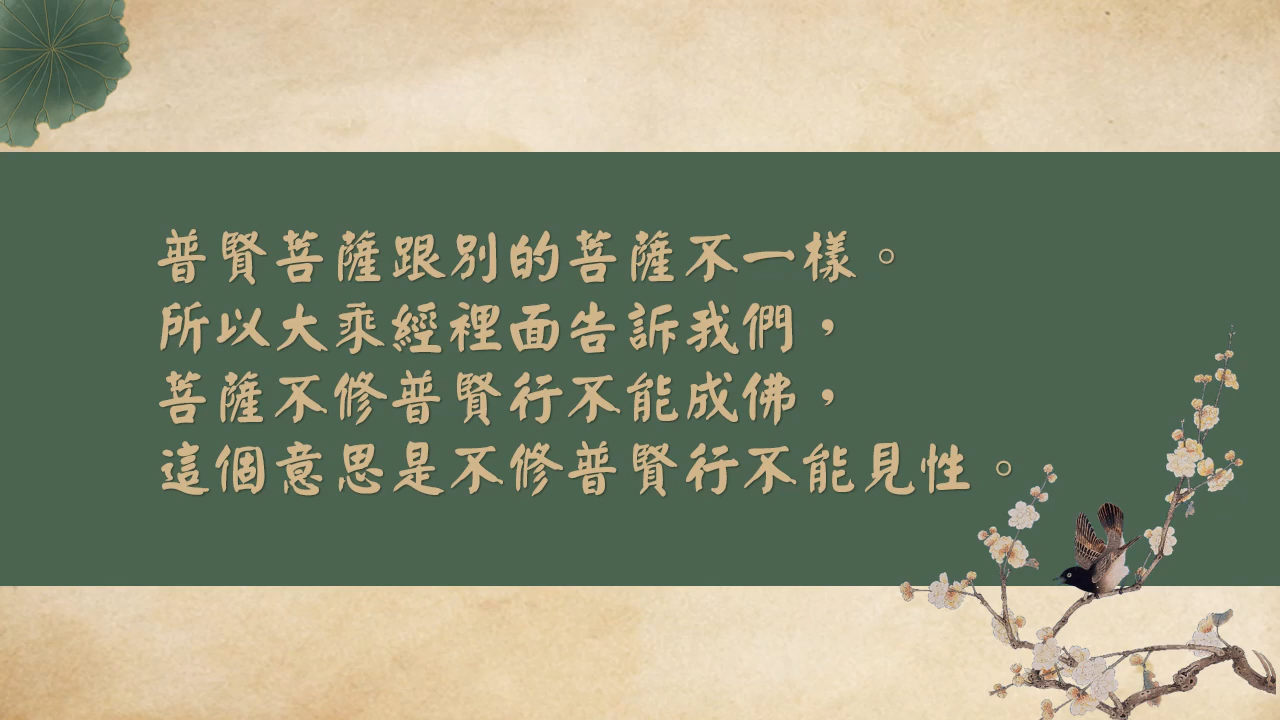 普賢菩薩跟別的菩薩不一樣。
所以大乘經裡面告訴我們，
菩薩不修普賢行不能成佛，
這個意思是不修普賢行不能見性。